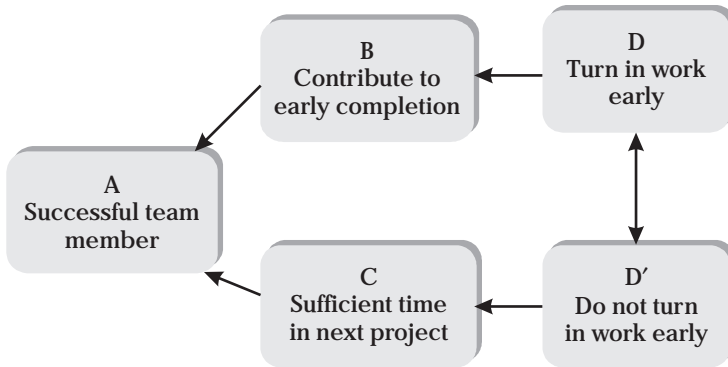 A
Successful team
member
B
Contribute to
early completion
C
Sufficient time
in next project
D
Turn in work
early
D′
Do not turn
in work early